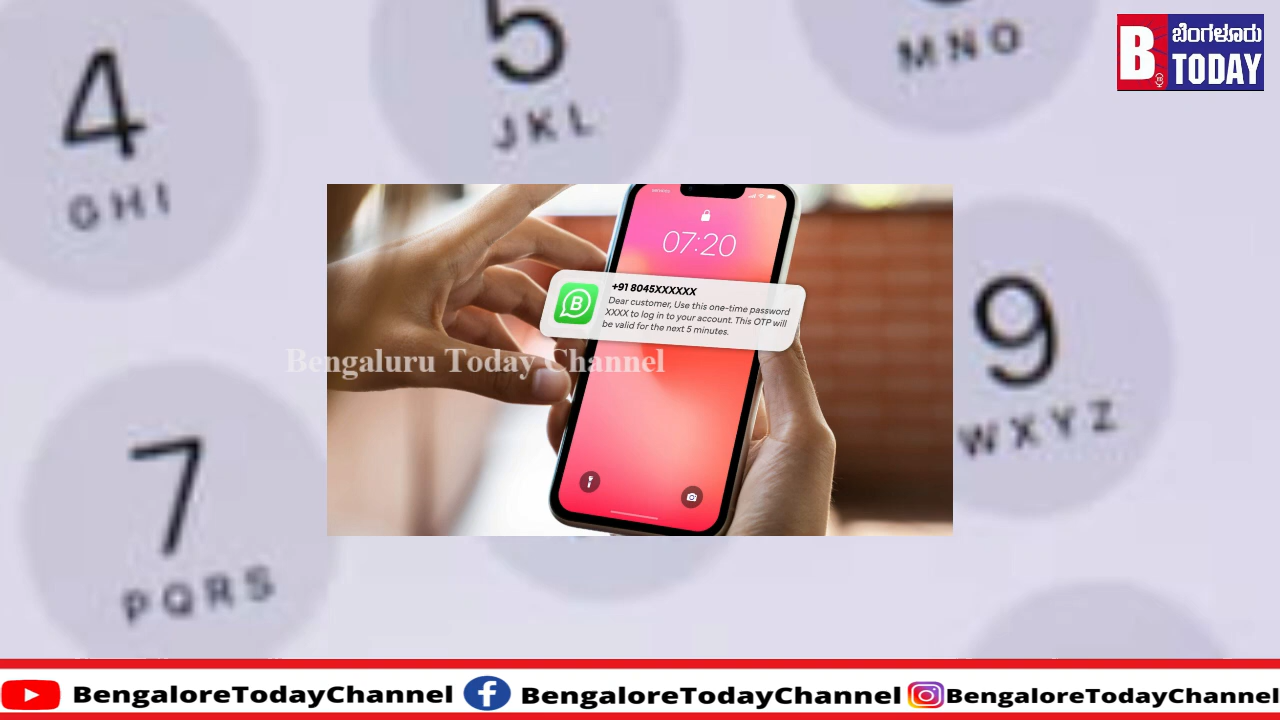 4
GHI
5
JKL
MNO
B
ಬೆಂಗಳೂರು
TODAY
07:20
B
+91 8045XXXXXX
Dear customer, Use this one-time password
XXXX to log in to your account. This OTP will
be valid for the next 5 minutes.
Bengaluru Today Channel
9
WXYZ
7
PQRS
BengaloreTodayChannel
BengaloreTodayChannel
BengaloreTodayChannel